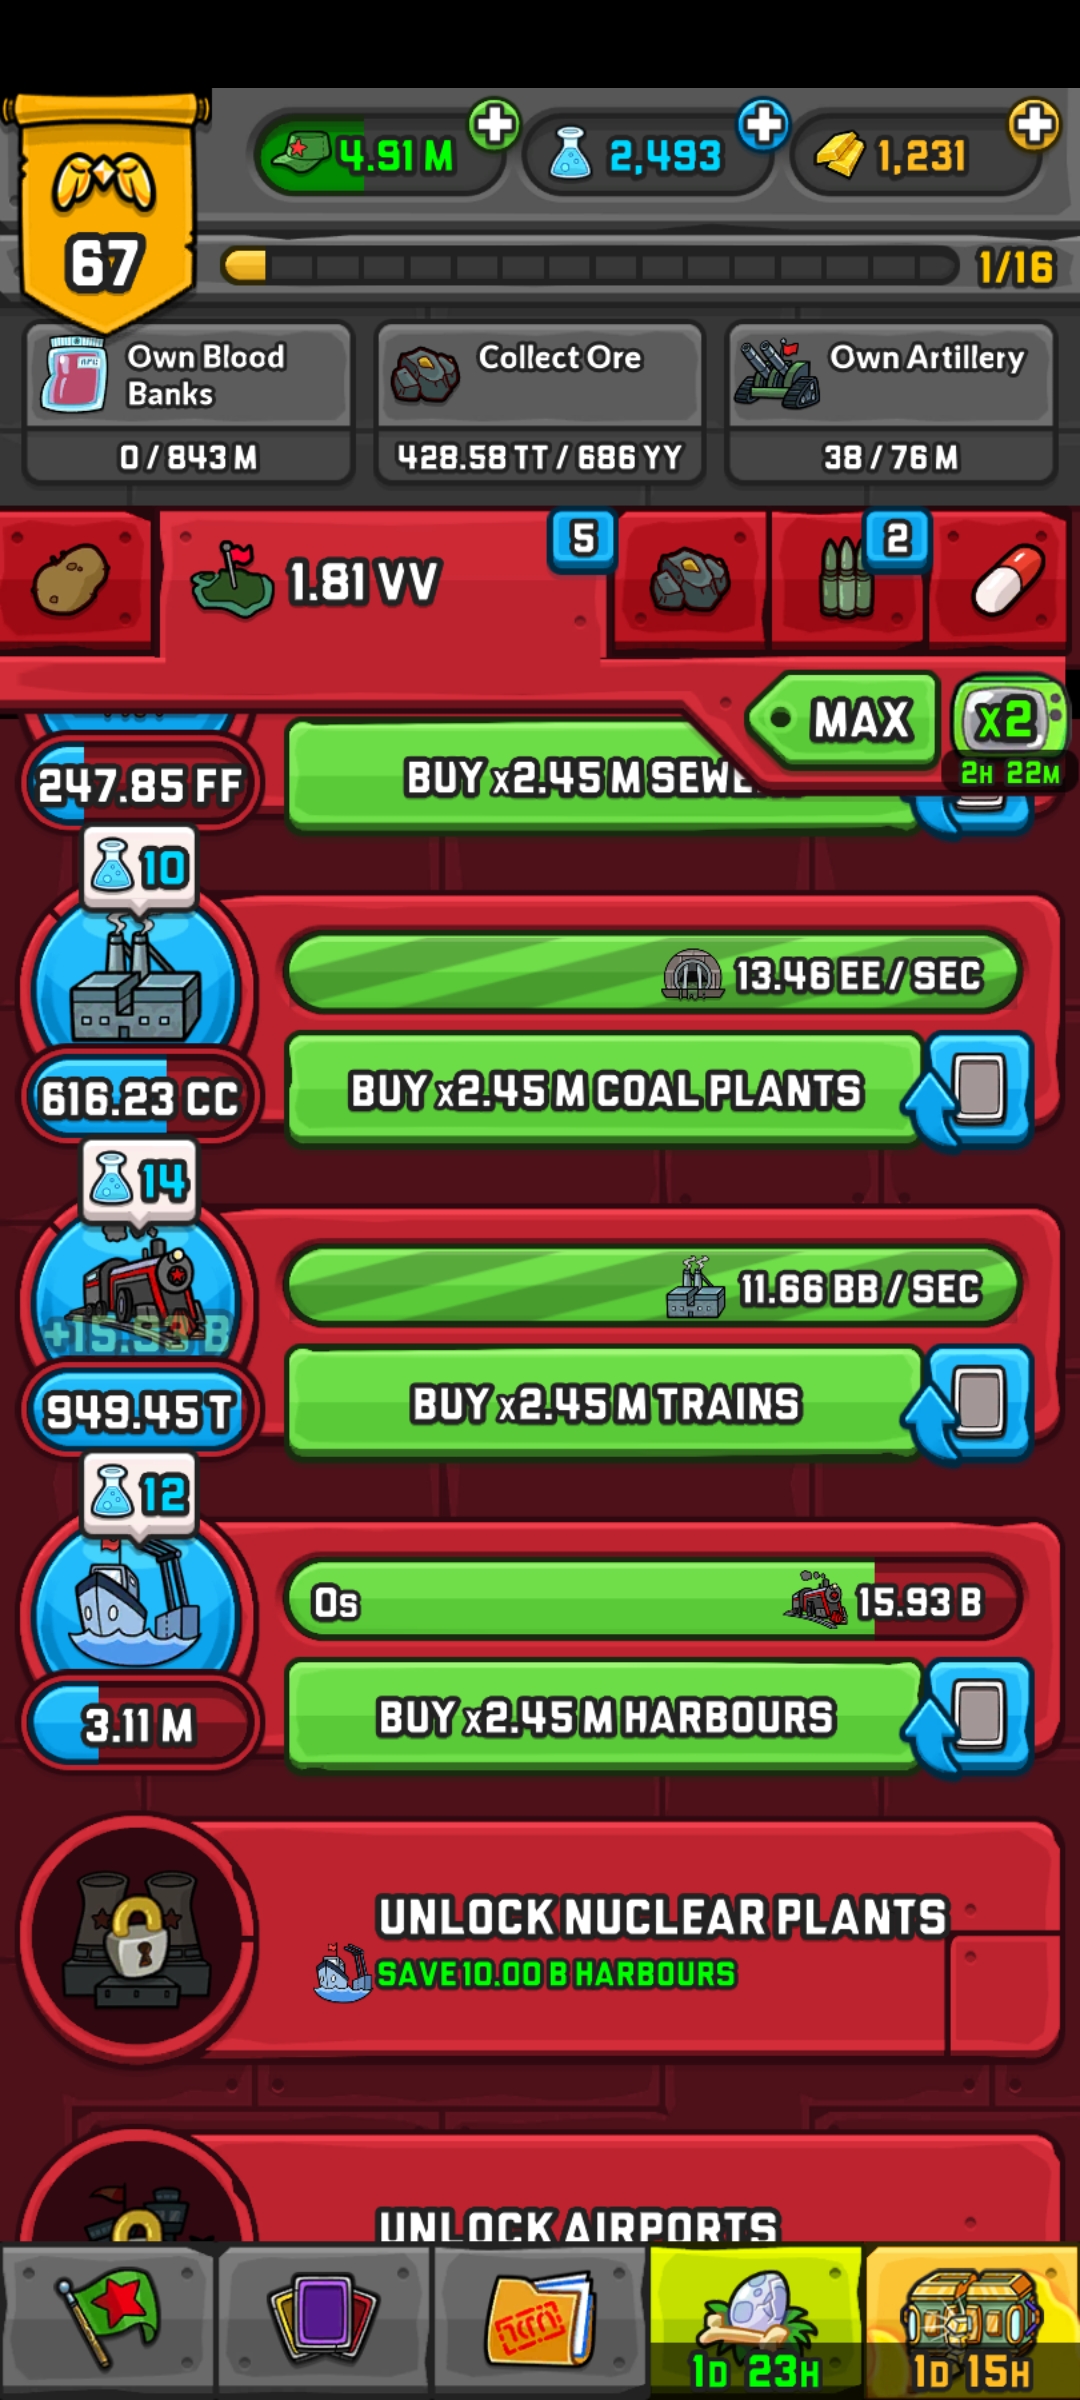 4.91 M
2,493
1,231
67
1/16
Own Blood
Banks
0 / 843 M
Collect Ore
428.58 TT / 686 YY
Own Artillery
38 / 76 M
1.81 VV
5
2
MAX
x2
2H 22M
247.85 FF
BUY x2.45 M SEWE
10
13.46 EE / SEC
616.23 CC
BUY x2.45 M COAL PLANTS
14
11.66 BB / SEC
+15.93 B
949.45 T
BUY x2.45 M TRAINS
12
0s
15.93 B
3.11 M
BUY x2.45 M HARBOURS
UNLOCK NUCLEAR PLANTS
SAVE 10.00 B HARBOURS
UNLOCK AIRPORTS
1D 23H
1D 15H